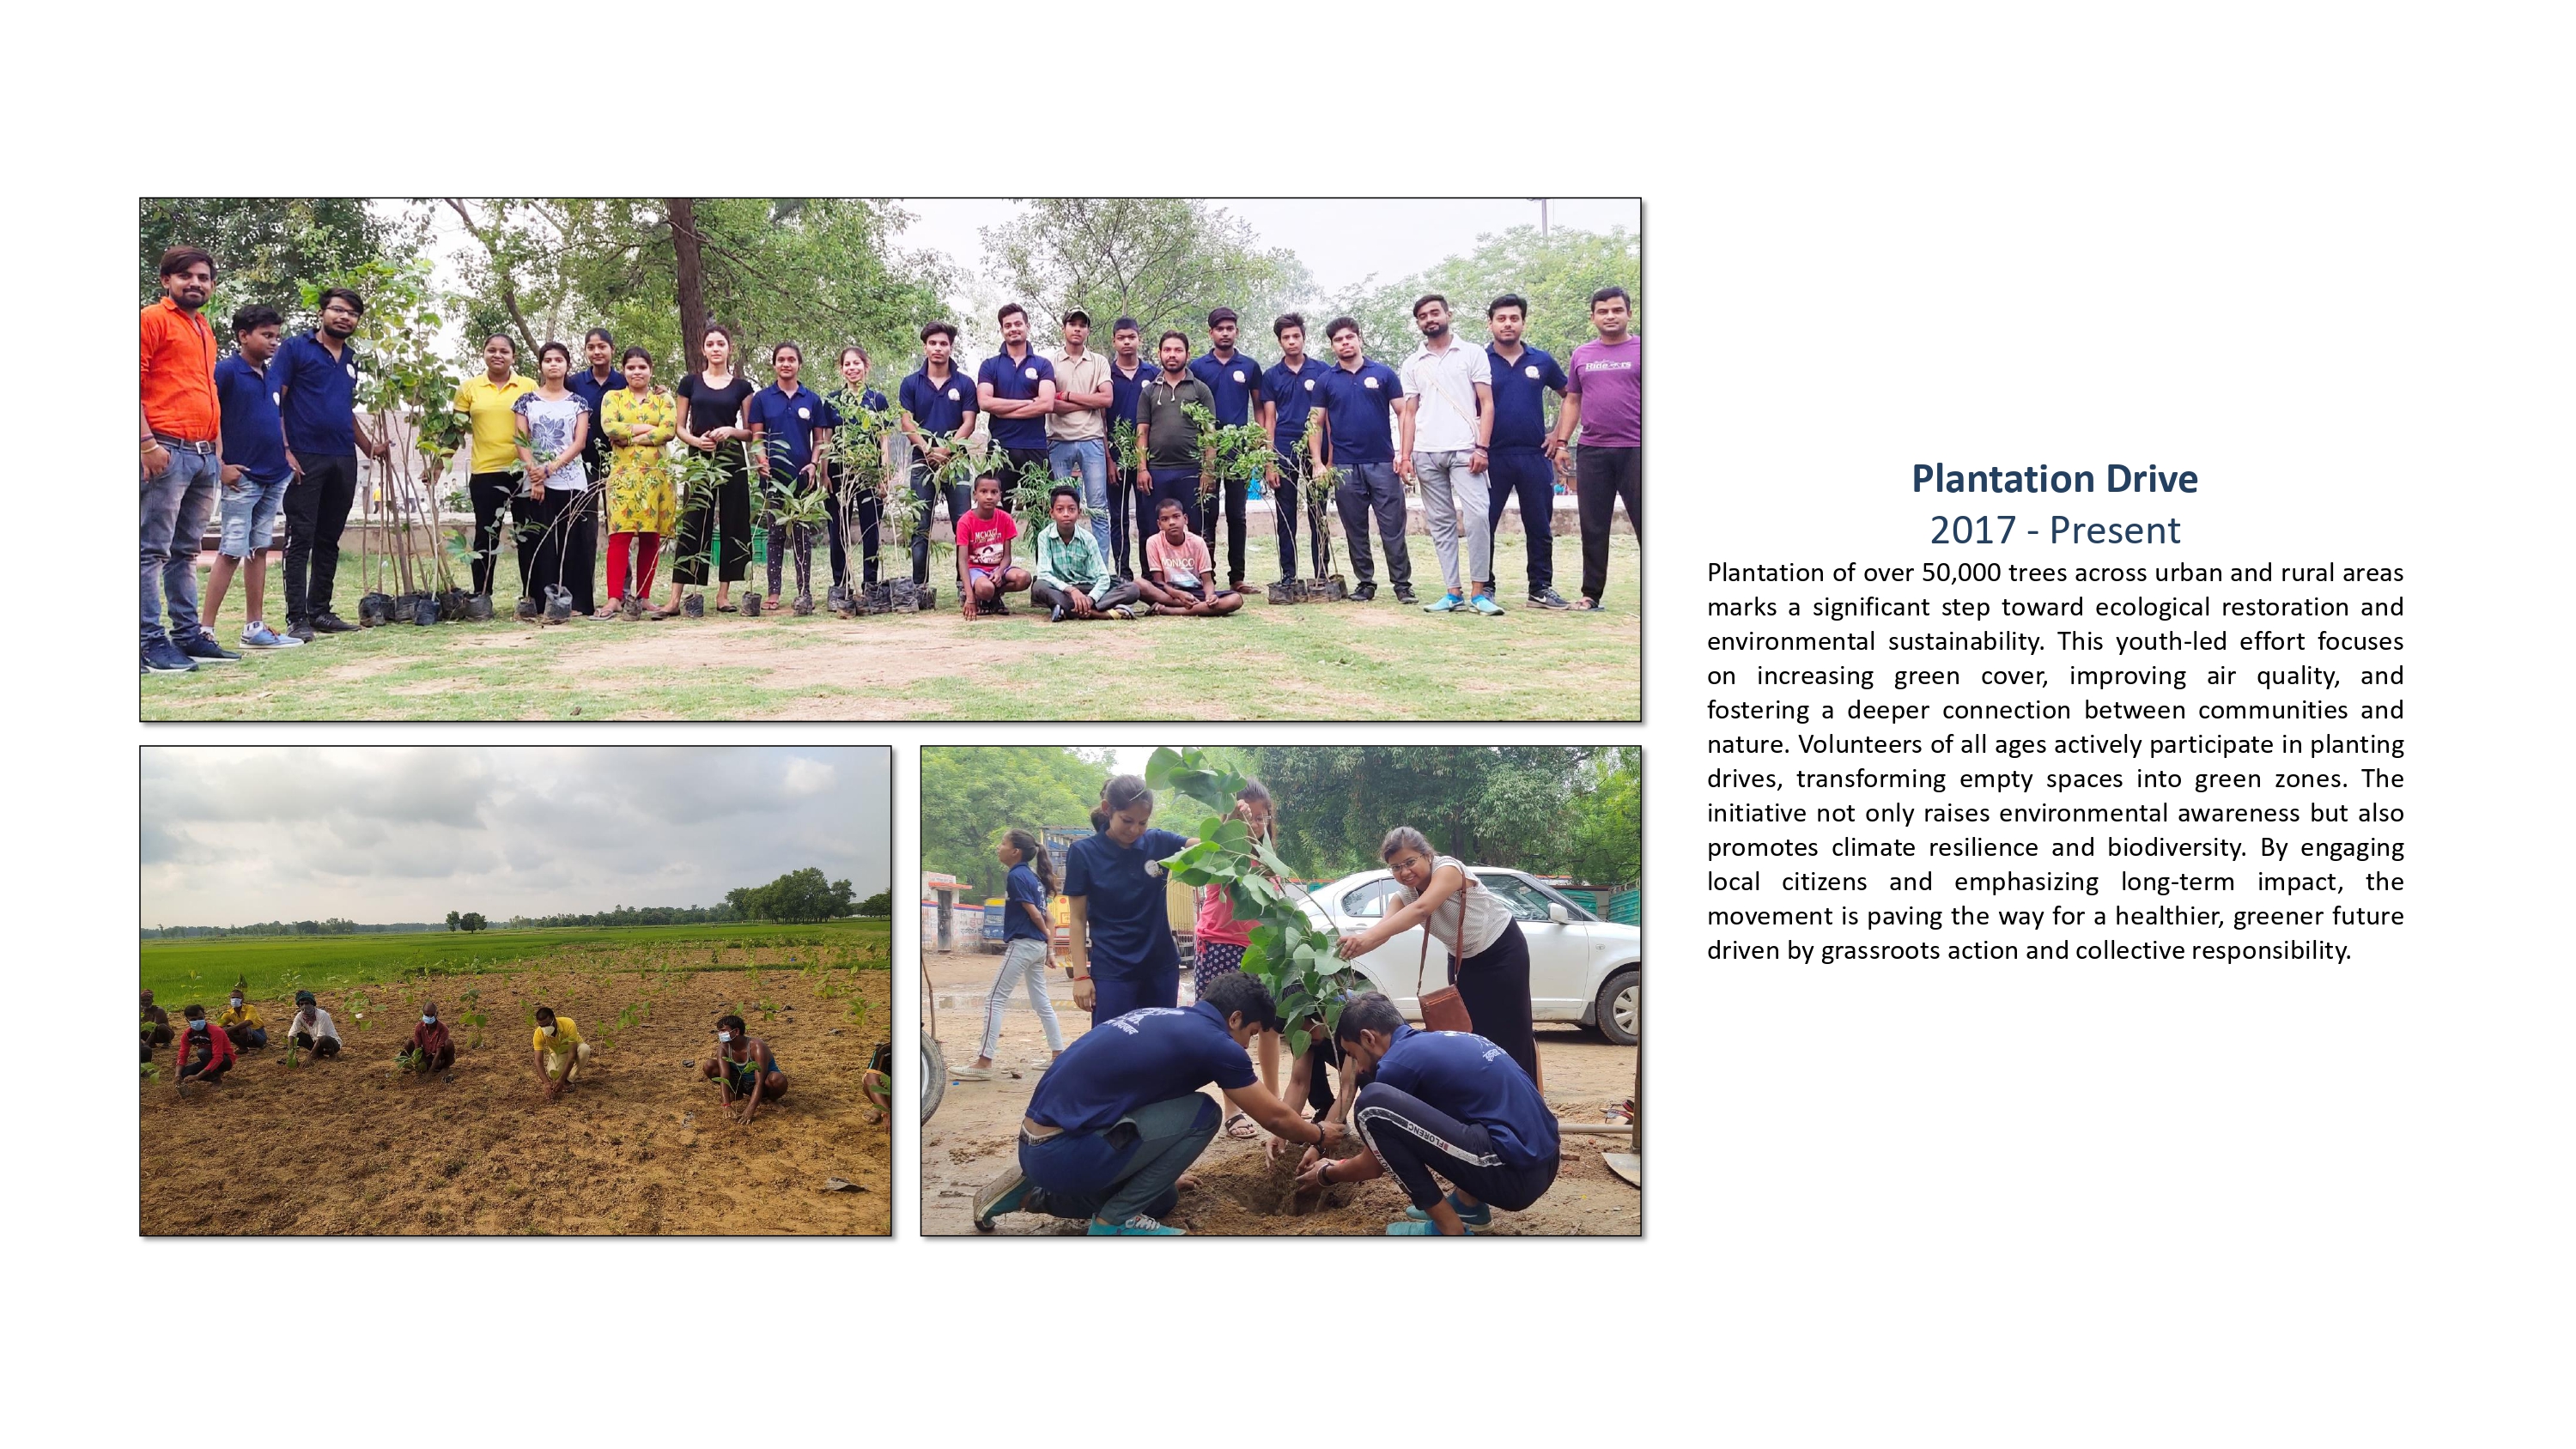 Plantation Drive
2017 - Present
Plantation of over 50,000 trees across urban and rural areas
marks a significant step toward ecological restoration and
environmental sustainability. This youth-led effort focuses
on increasing green cover, improving air quality, and
fostering a deeper connection between communities and
nature. Volunteers of all ages actively participate in planting
drives, transforming empty spaces into green zones. The
initiative not only raises environmental awareness but also
promotes climate resilience and biodiversity. By engaging
local citizens and emphasizing long-term impact, the
movement is paving the way for a healthier, greener future
driven by grassroots action and collective responsibility.